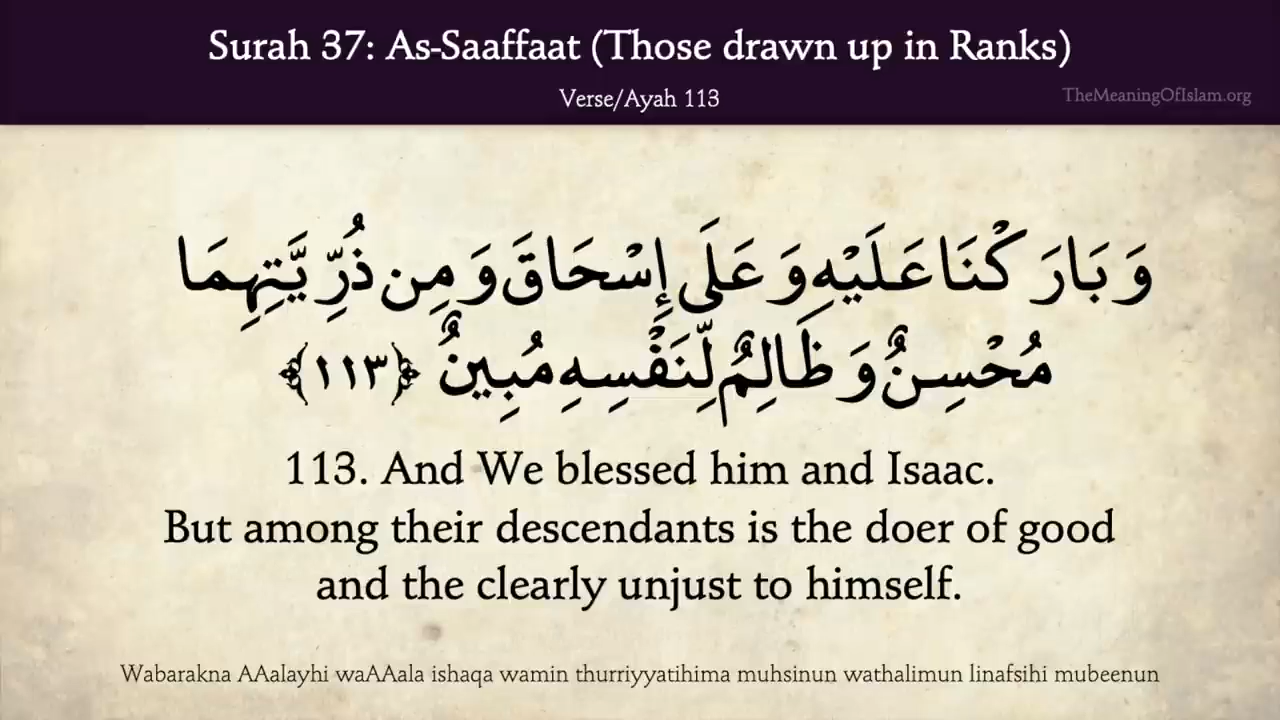 Surah 37: As-Saaffaat (Those drawn up in Ranks)
Verse/Ayah 113
TheMeaningOfIslam.org
وَبَارَكْنَا عَلَيْهِ وَعَلَى إِسْحَاقَ وَمِن ذُرِّيَّتِهِمَا
مُحْسِنٌ وَظَالِمٌ لِّنَفْسِهِ مُبِينٌ ﴿١١٣﴾
113. And We blessed him and Isaac.
But among their descendants is the doer of good
and the clearly unjust to himself.
Wabarakna AAalayhi waAAala ishaqa wamin thurriyyatihima muhsinun wathalimun linafsihi mubeenun